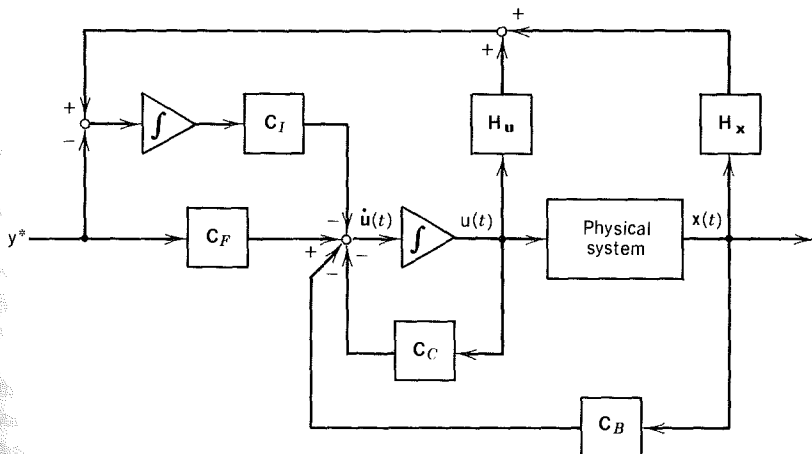 +
+
+
−
∫
C_I
H_u
H_x
y*
C_F
−
+
−
−
u̇(t)
∫
u(t)
Physical
system
x(t)
C_C
C_B